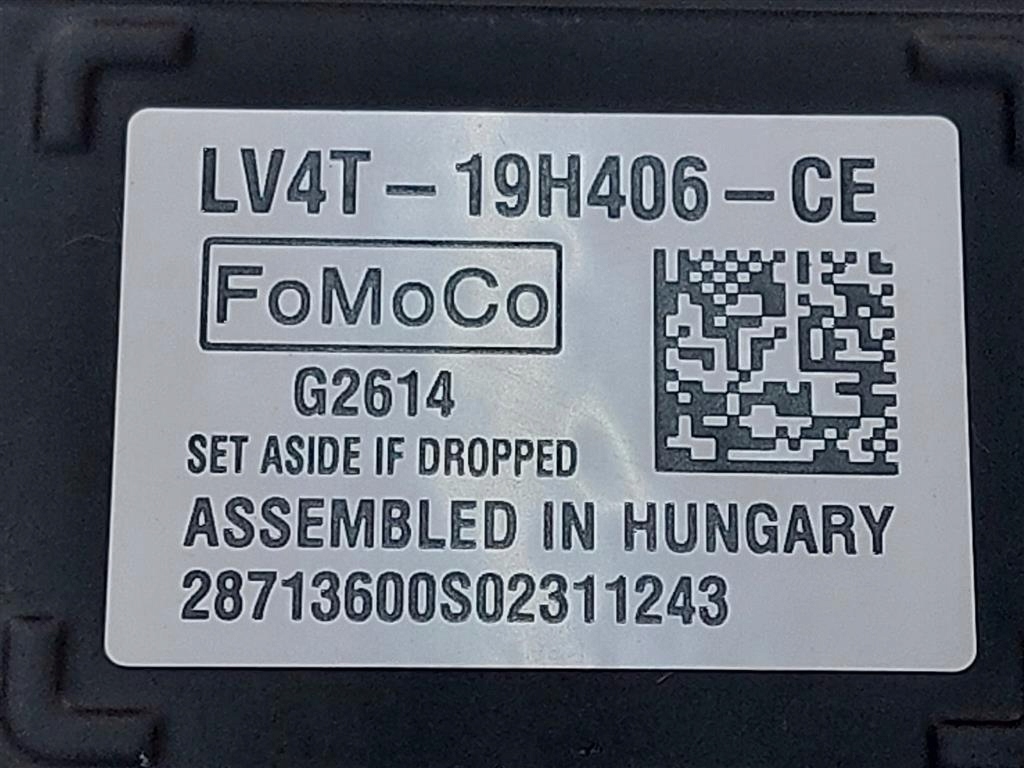 LV4T-19H406-CE
FoMoCo
G2614
SET ASIDE IF DROPPED
ASSEMBLED IN HUNGARY
28713600S02311243